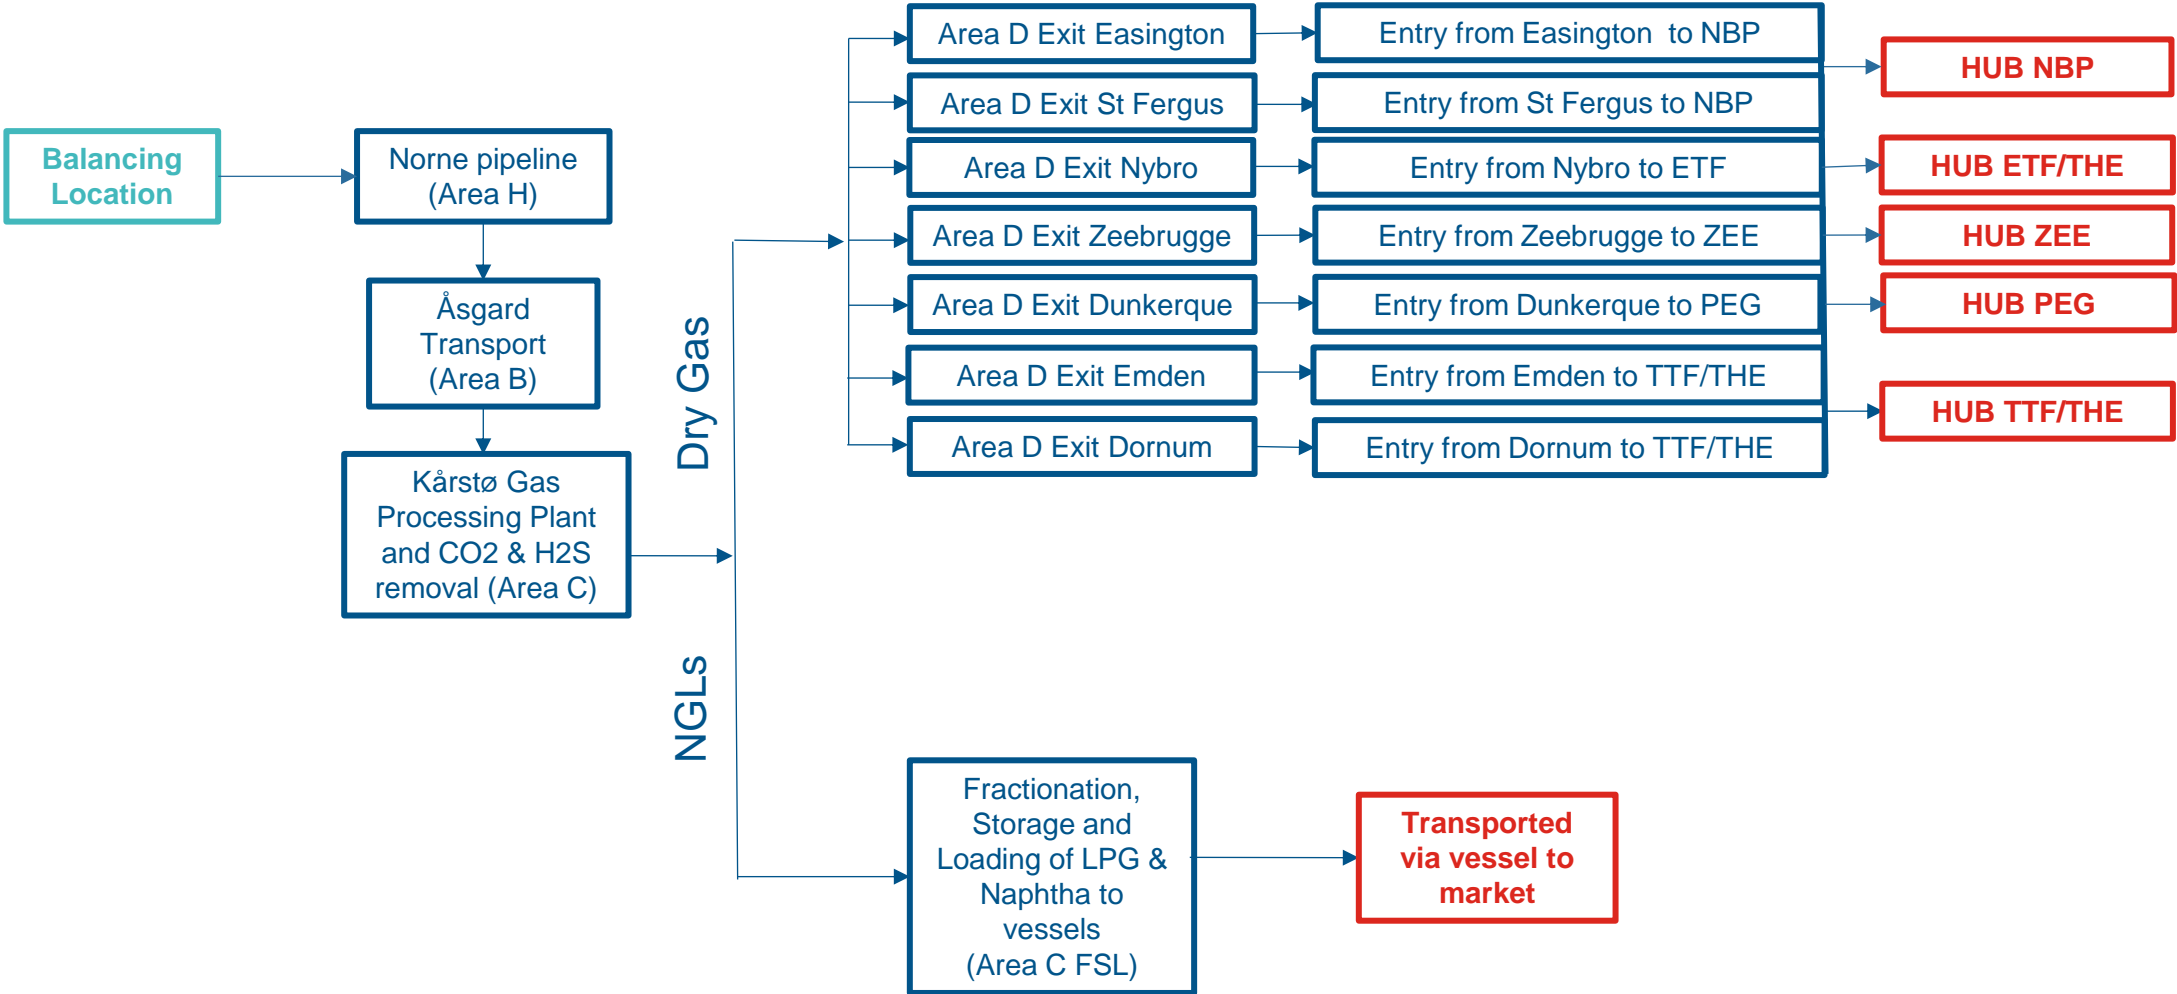 Balancing
Location
Norne pipeline
(Area H)
Åsgard
Transport
(Area B)
Kårstø Gas
Processing Plant
and CO2 & H2S
removal (Area C)
Dry Gas
NGLs
Area D Exit Easington
Entry from Easington to NBP
Area D Exit St Fergus
Entry from St Fergus to NBP
Area D Exit Nybro
Entry from Nybro to ETF
Area D Exit Zeebrugge
Entry from Zeebrugge to ZEE
Area D Exit Dunkerque
Entry from Dunkerque to PEG
Area D Exit Emden
Entry from Emden to TTF/THE
Area D Exit Dornum
Entry from Dornum to TTF/THE
HUB NBP
HUB ETF/THE
HUB ZEE
HUB PEG
HUB TTF/THE
Fractionation,
Storage and
Loading of LPG &
Naphtha to
vessels
(Area C FSL)
Transported
via vessel to
market